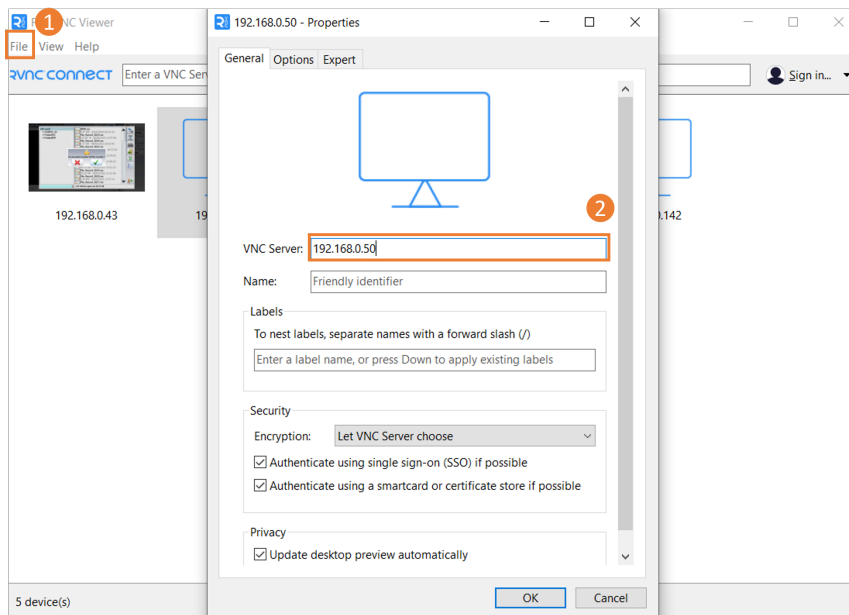 1
VNC Viewer
File View Help
RVNC CONNECT Enter a VNC Ser
Sign in...
192.168.0.43
19
.142
5 device(s)
192.168.0.50 - Properties
General Options Expert
2
VNC Server: 192.168.0.50
Name: Friendly identifier
Labels
To nest labels, separate names with a forward slash (/)
Enter a label name, or press Down to apply existing labels
Security
Encryption: Let VNC Server choose
Authenticate using single sign-on (SSO) if possible
Authenticate using a smartcard or certificate store if possible
Privacy
Update desktop preview automatically
OK Cancel